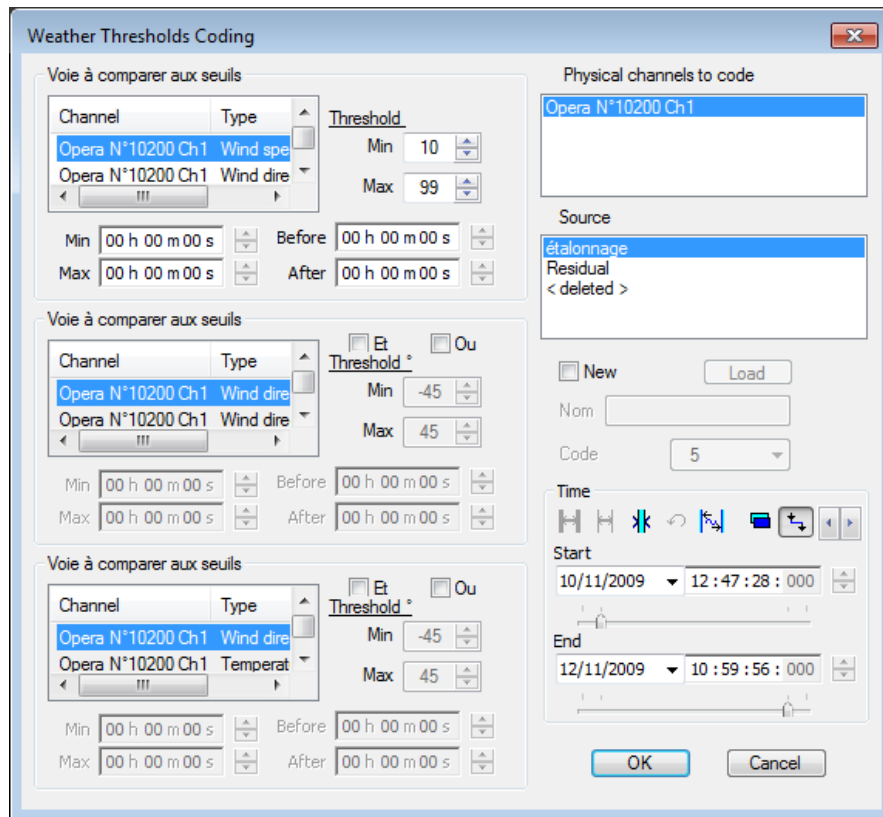 Weather Thresholds Coding
Voie à comparer aux seuils
Channel Type
Opera N°10200 Ch1 Wind spe
Opera N°10200 Ch1 Wind dire
Threshold
Min 10
Max 99
Min 00 h 00 m 00 s Before 00 h 00 m 00 s
Max 00 h 00 m 00 s After 00 h 00 m 00 s
Voie à comparer aux seuils
Et Ou
Channel Type
Opera N°10200 Ch1 Wind dire
Opera N°10200 Ch1 Wind dire
Threshold °
Min -45
Max 45
Min 00 h 00 m 00 s Before 00 h 00 m 00 s
Max 00 h 00 m 00 s After 00 h 00 m 00 s
Voie à comparer aux seuils
Et Ou
Channel Type
Opera N°10200 Ch1 Wind dire
Opera N°10200 Ch1 Temperat
Threshold °
Min -45
Max 45
Min 00 h 00 m 00 s Before 00 h 00 m 00 s
Max 00 h 00 m 00 s After 00 h 00 m 00 s
Physical channels to code
Opera N°10200 Ch1
Source
étalonnage
Residual
< deleted >
New Load
Nom
Code 5
Time
Start
10/11/2009 12:47:28:000
End
12/11/2009 10:59:56:000
OK Cancel